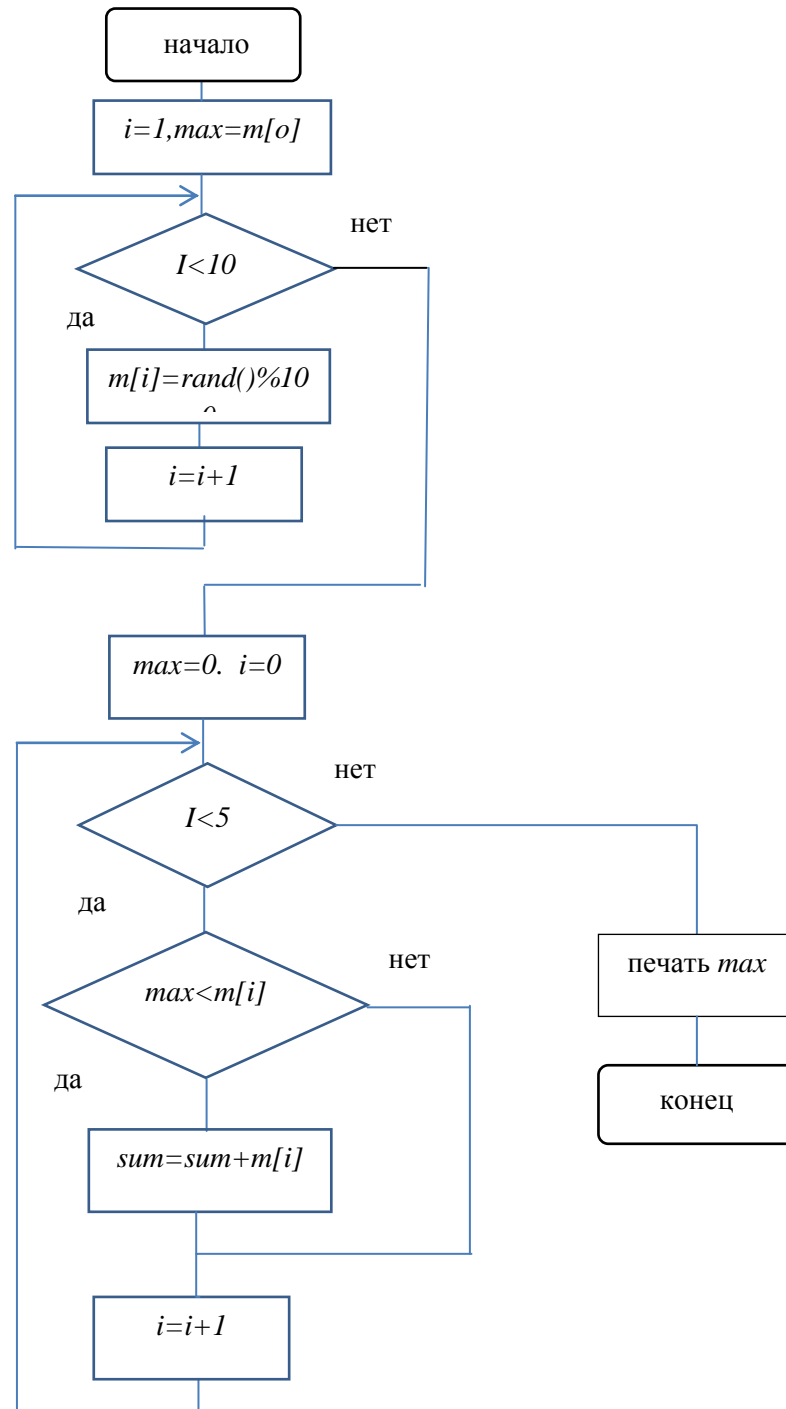 начало
i=1,max=m[o]
нет
I<10
да
m[i]=rand()%10
i=i+1
max=0. i=0
нет
I<5
да
нет
печать max
max<m[i]
да
конец
sum=sum+m[i]
i=i+1